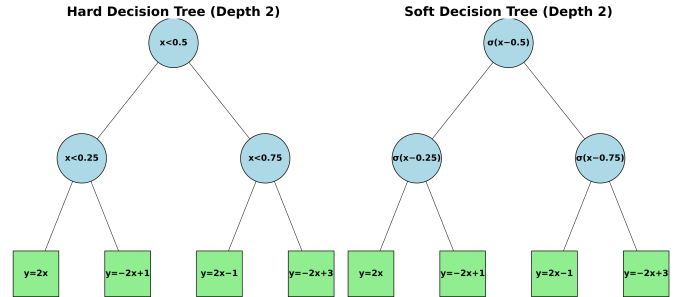 Hard Decision Tree (Depth 2)
x<0.5
x<0.25
x<0.75
y=2x
y=−2x+1
y=2x−1
y=−2x+3
Soft Decision Tree (Depth 2)
σ(x−0.5)
σ(x−0.25)
σ(x−0.75)
y=2x
y=−2x+1
y=2x−1
y=−2x+3